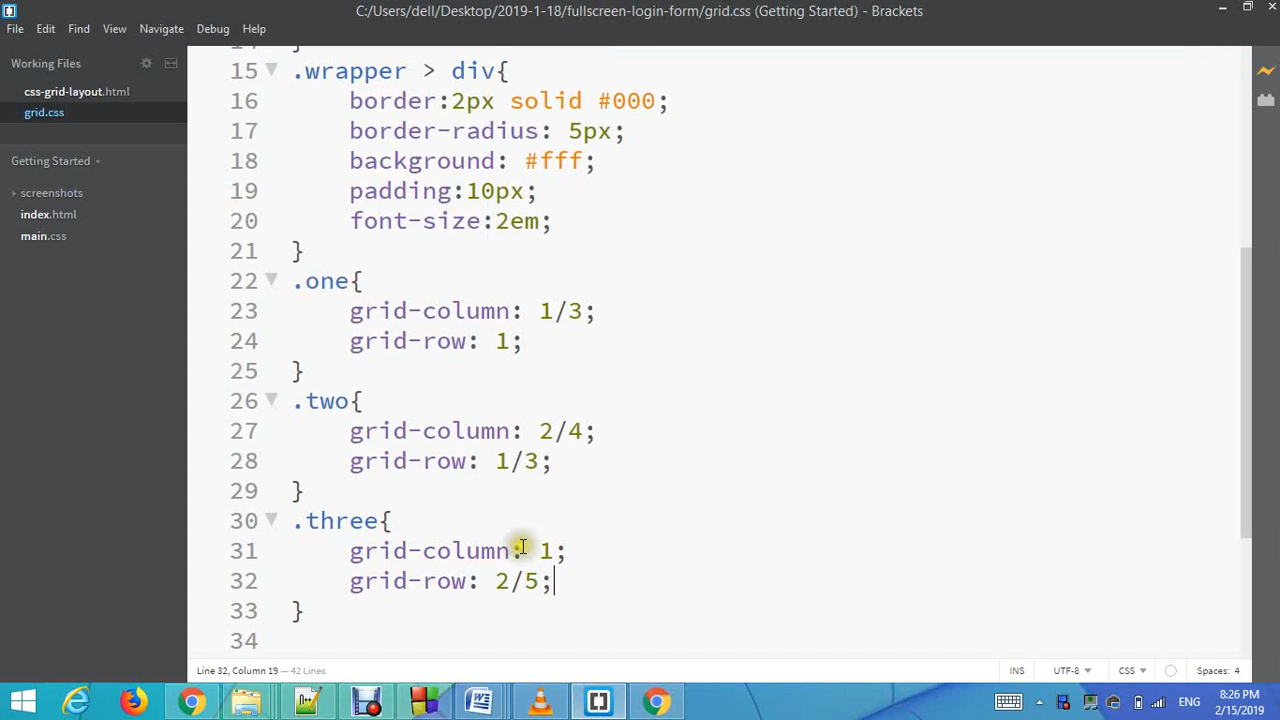 C:/Users/dell/Desktop/2019-1-18/fullscreen-login-form/grid.css (Getting Started) - Brackets
File Edit Find View Navigate Debug Help
Working Files
css-grid-layout.html
grid.css
Getting Started
screenshots
index.html
main.css
15 .wrapper > div{
16 border:2px solid #000;
17 border-radius: 5px;
18 background: #fff;
19 padding:10px;
20 font-size:2em;
21 }
22 .one{
23 grid-column: 1/3;
24 grid-row: 1;
25 }
26 .two{
27 grid-column: 2/4;
28 grid-row: 1/3;
29 }
30 .three{
31 grid-column: 1;
32 grid-row: 2/5;
33 }
34
Line 32, Column 19 — 42 Lines
INS UTF-8 CSS Spaces: 4
ENG
8:26 PM
2/15/2019